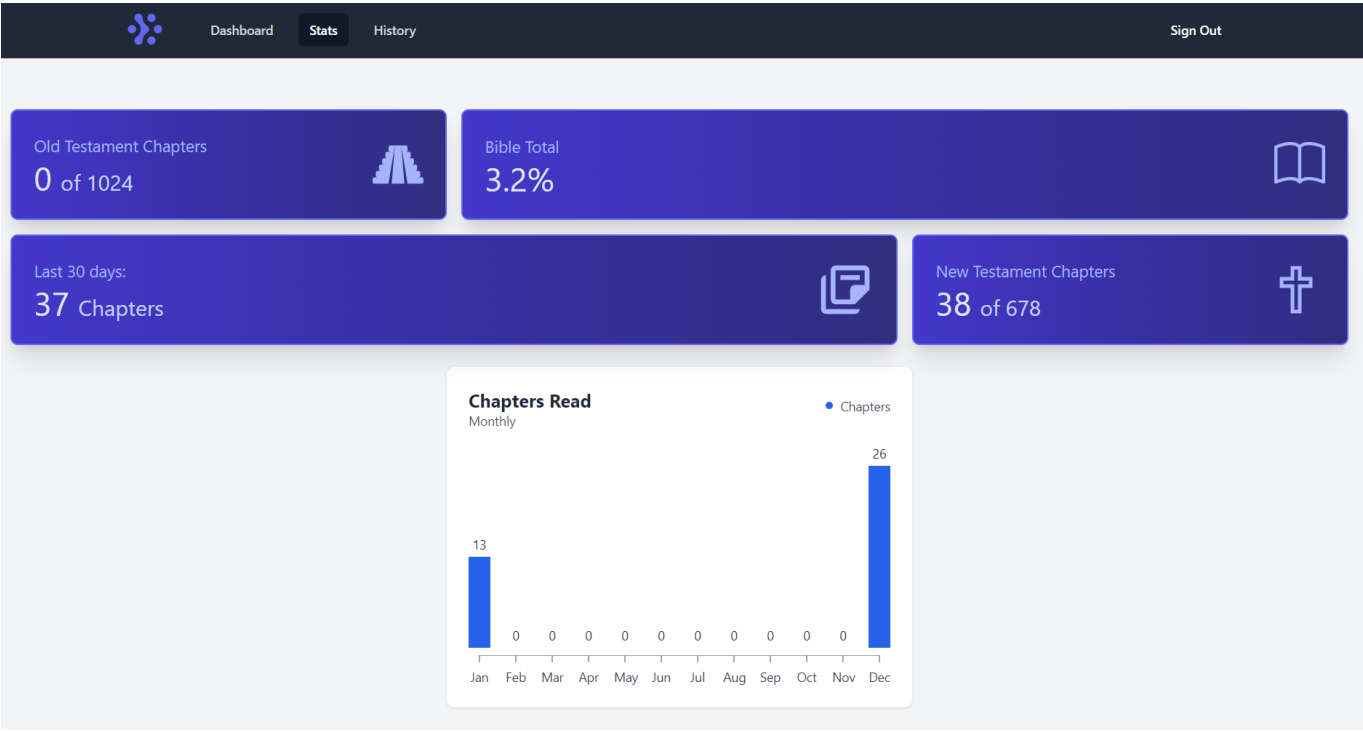 Dashboard Stats History Sign Out
Old Testament Chapters
0 of 1024
Bible Total
3.2%
Last 30 days:
37 Chapters
New Testament Chapters
38 of 678
Chapters Read
Monthly
Chapters
26
13
0 0 0 0 0 0 0 0 0 0
Jan Feb Mar Apr May Jun Jul Aug Sep Oct Nov Dec